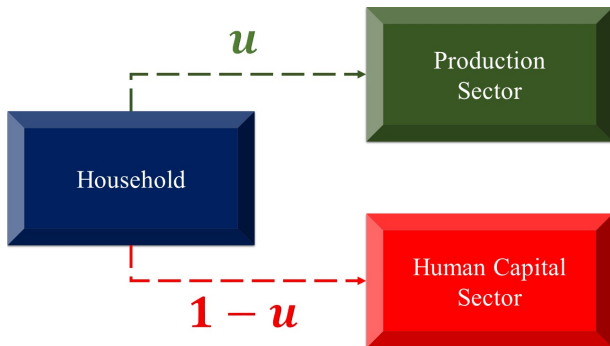 u
Production
Sector
Household
Human Capital
Sector
1 − u